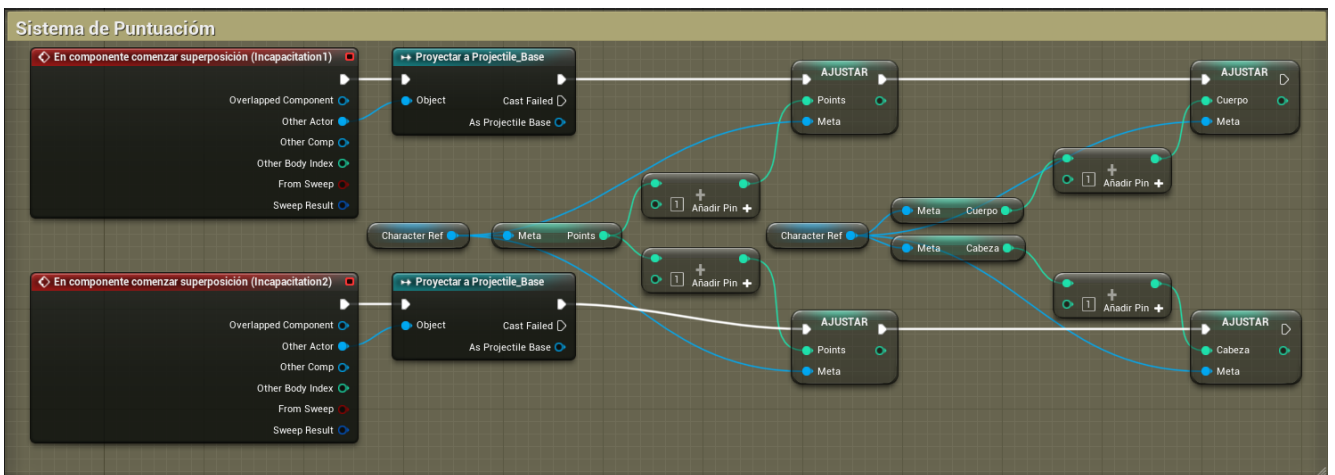 Sistema de Puntuacióm
En componente comenzar superposición (Incapacitation1)
Overlapped Component
Other Actor
Other Comp
Other Body Index
From Sweep
Sweep Result
Proyectar a Projectile_Base
Object
Cast Failed
As Projectile Base
AJUSTAR
Points
Meta
AJUSTAR
Cuerpo
Meta
1
+
Añadir Pin +
1
+
Añadir Pin +
Character Ref
Meta Points
Character Ref
Meta Cuerpo
Meta Cabeza
1
+
Añadir Pin +
1
+
Añadir Pin +
En componente comenzar superposición (Incapacitation2)
Overlapped Component
Other Actor
Other Comp
Other Body Index
From Sweep
Sweep Result
Proyectar a Projectile_Base
Object
Cast Failed
As Projectile Base
AJUSTAR
Points
Meta
AJUSTAR
Cabeza
Meta